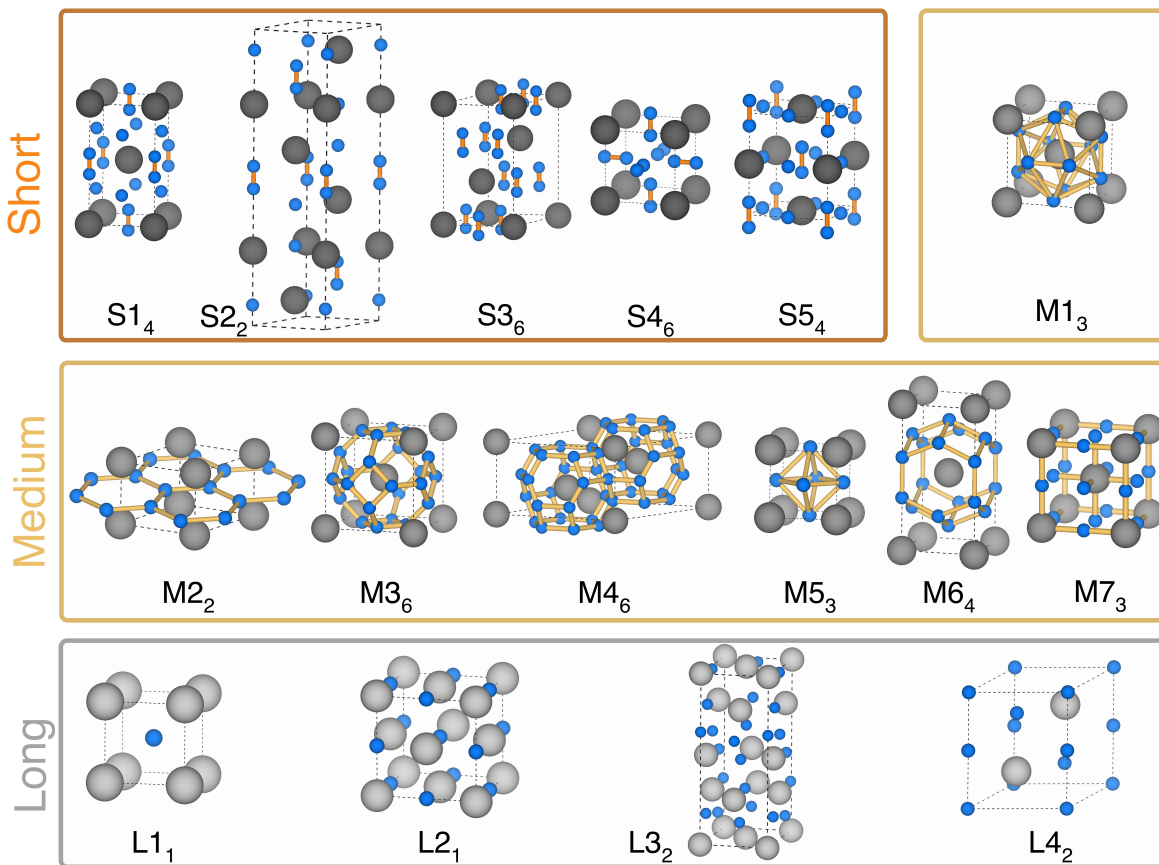 Short
S1₄ S2₂ S3₆ S4₆ S5₄ M1₃
Medium
M2₂ M3₆ M4₆ M5₃ M6₄ M7₃
Long
L1₁ L2₁ L3₂ L4₂